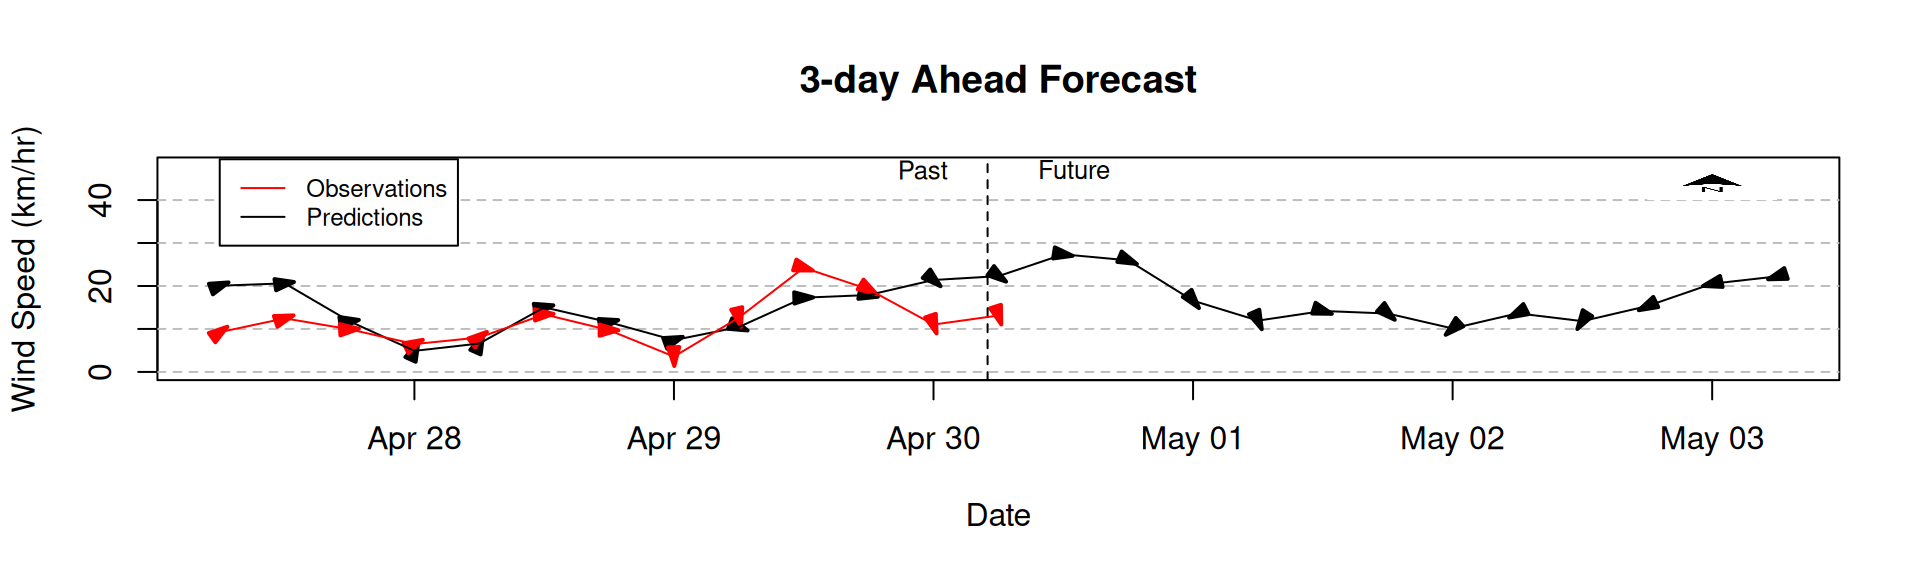 3-day Ahead Forecast
Wind Speed (km/hr)
40
20
0
Observations
Predictions
Past
Future
N
Apr 28
Apr 29
Apr 30
May 01
May 02
May 03
Date